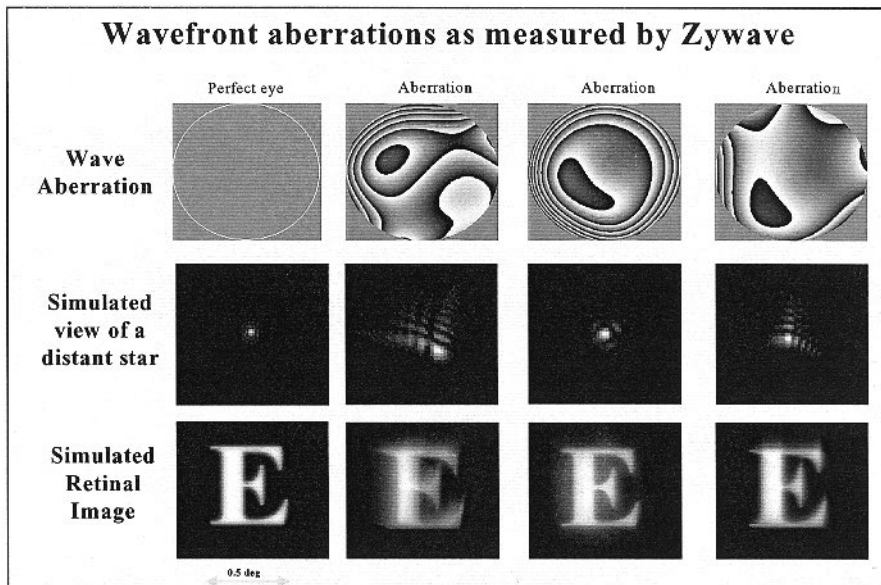 Wavefront aberrations as measured by Zywave
Perfect eye
Aberration
Aberration
Aberration
Wave
Aberration
Simulated
view of a
distant star
Simulated
Retinal
Image
E
E
E
E
0.5 deg